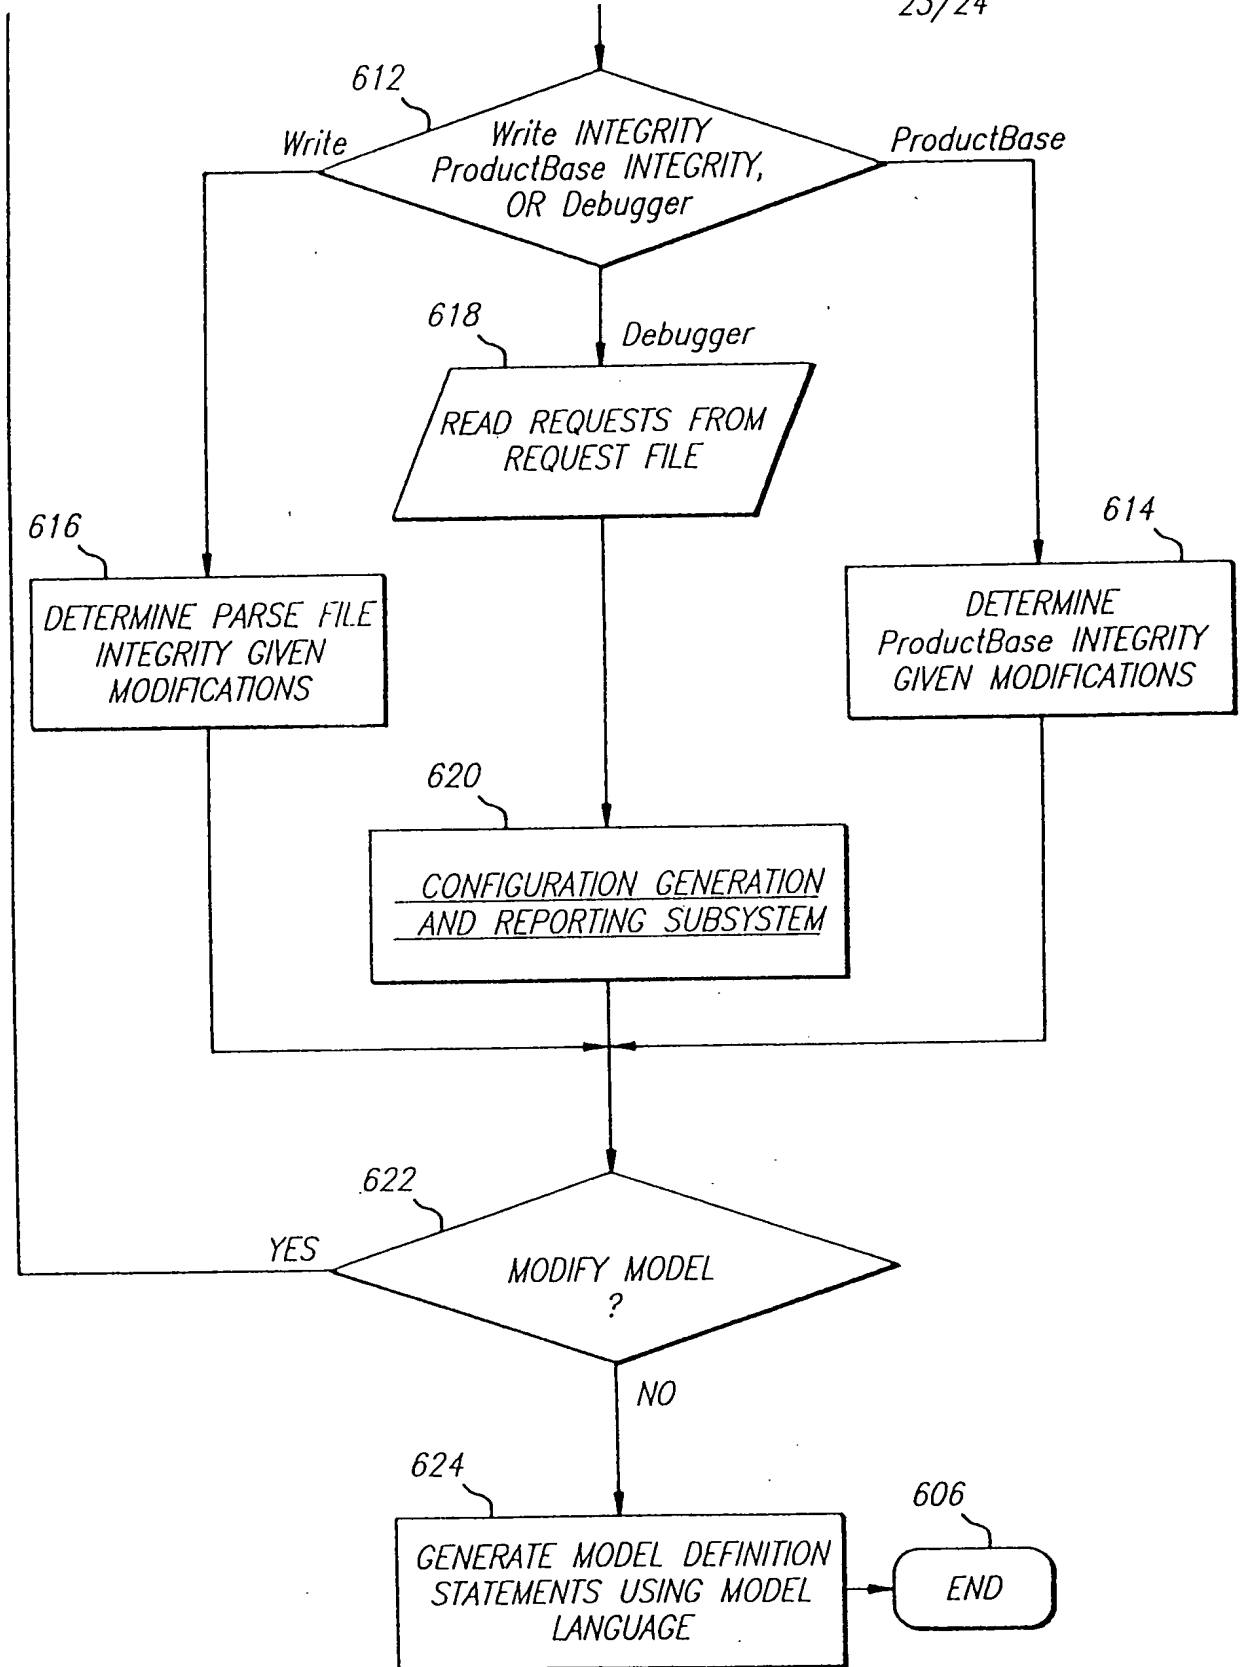 23/24
612
Write
Write INTEGRITY
ProductBase INTEGRITY,
OR Debugger
ProductBase
618
Debugger
READ REQUESTS FROM
REQUEST FILE
616
DETERMINE PARSE FILE
INTEGRITY GIVEN
MODIFICATIONS
614
DETERMINE
ProductBase INTEGRITY
GIVEN MODIFICATIONS
620
CONFIGURATION GENERATION
AND REPORTING SUBSYSTEM
622
YES
MODIFY MODEL
?
NO
624
GENERATE MODEL DEFINITION
STATEMENTS USING MODEL
LANGUAGE
606
END